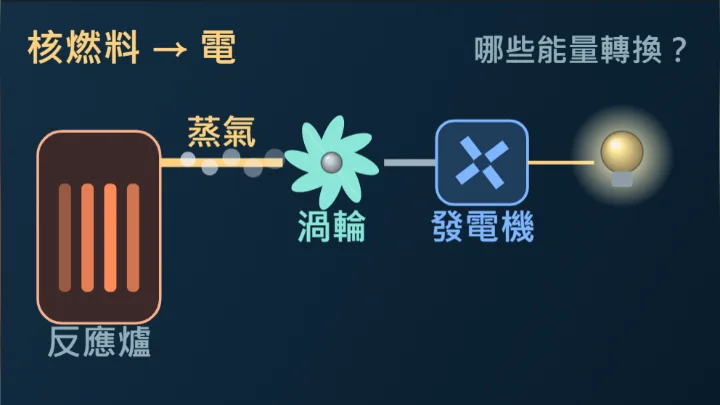 核燃料 → 電
哪些能量轉換？
蒸氣
渦輪
發電機
反應爐